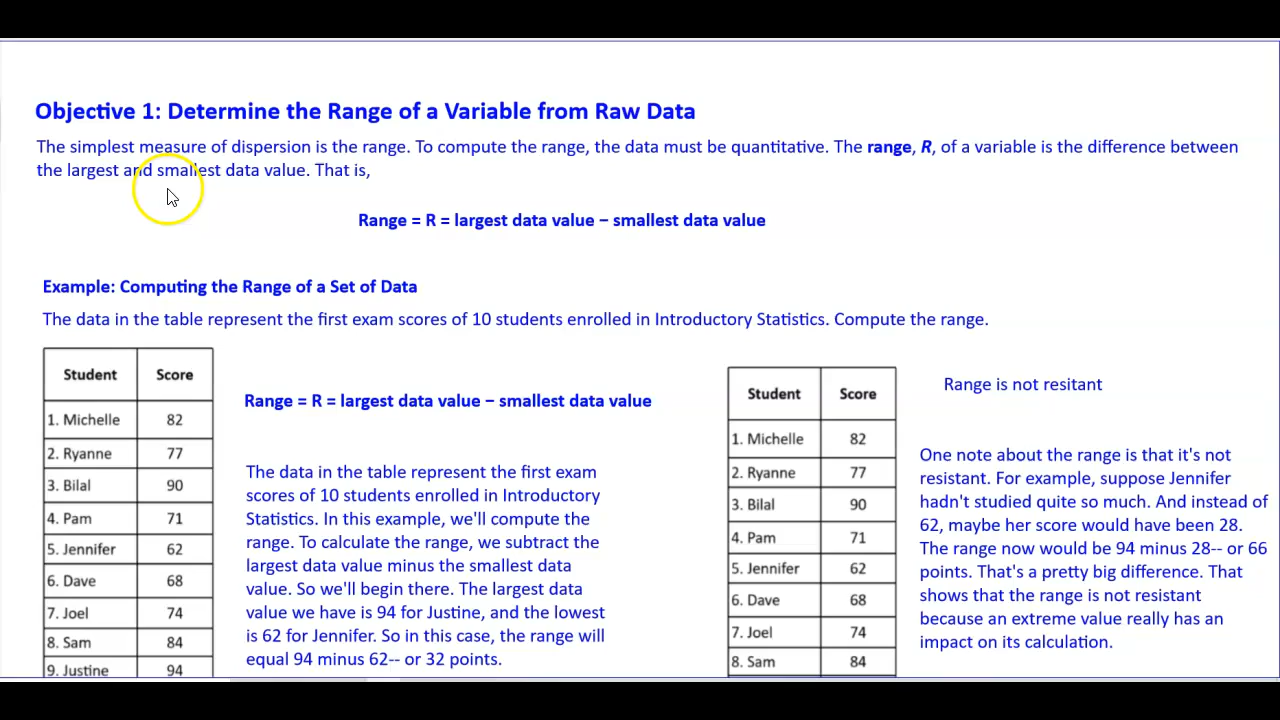 Objective 1: Determine the Range of a Variable from Raw Data
The simplest measure of dispersion is the range. To compute the range, the data must be quantitative. The range, R, of a variable is the difference between
the largest and smallest data value. That is,
Range = R = largest data value − smallest data value
Example: Computing the Range of a Set of Data
The data in the table represent the first exam scores of 10 students enrolled in Introductory Statistics. Compute the range.
Student Score
1. Michelle 82
2. Ryanne 77
3. Bilal 90
4. Pam 71
5. Jennifer 62
6. Dave 68
7. Joel 74
8. Sam 84
9. Justine 94
Range = R = largest data value − smallest data value
The data in the table represent the first exam
scores of 10 students enrolled in Introductory
Statistics. In this example, we'll compute the
range. To calculate the range, we subtract the
largest data value minus the smallest data
value. So we'll begin there. The largest data
value we have is 94 for Justine, and the lowest
is 62 for Jennifer. So in this case, the range will
equal 94 minus 62-- or 32 points.
Student Score
1. Michelle 82
2. Ryanne 77
3. Bilal 90
4. Pam 71
5. Jennifer 62
6. Dave 68
7. Joel 74
8. Sam 84
Range is not resitant
One note about the range is that it's not
resistant. For example, suppose Jennifer
hadn't studied quite so much. And instead of
62, maybe her score would have been 28.
The range now would be 94 minus 28-- or 66
points. That's a pretty big difference. That
shows that the range is not resistant
because an extreme value really has an
impact on its calculation.